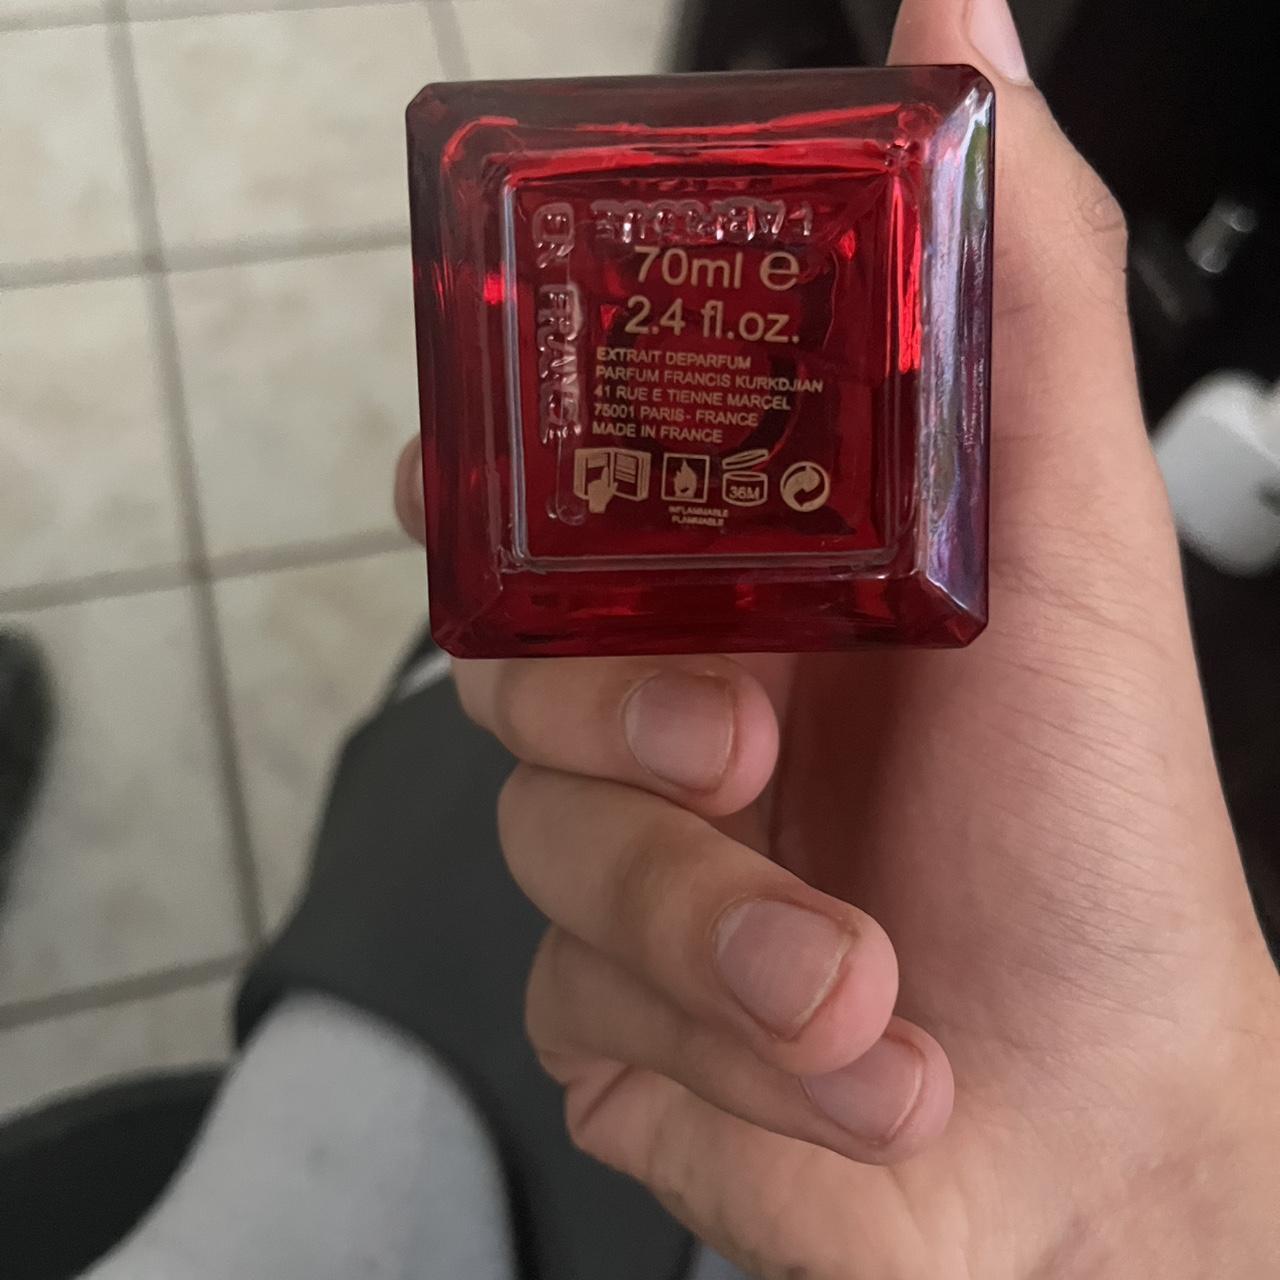 70ml e
2.4 fl.oz.
EXTRAIT DEPARFUM
PARFUM FRANCIS KURKDJIAN
41 RUE E TIENNE MARCEL
75001 PARIS- FRANCE
MADE IN FRANCE
36M
INFLAMMABLE
FLAMMABLE
FRANCE